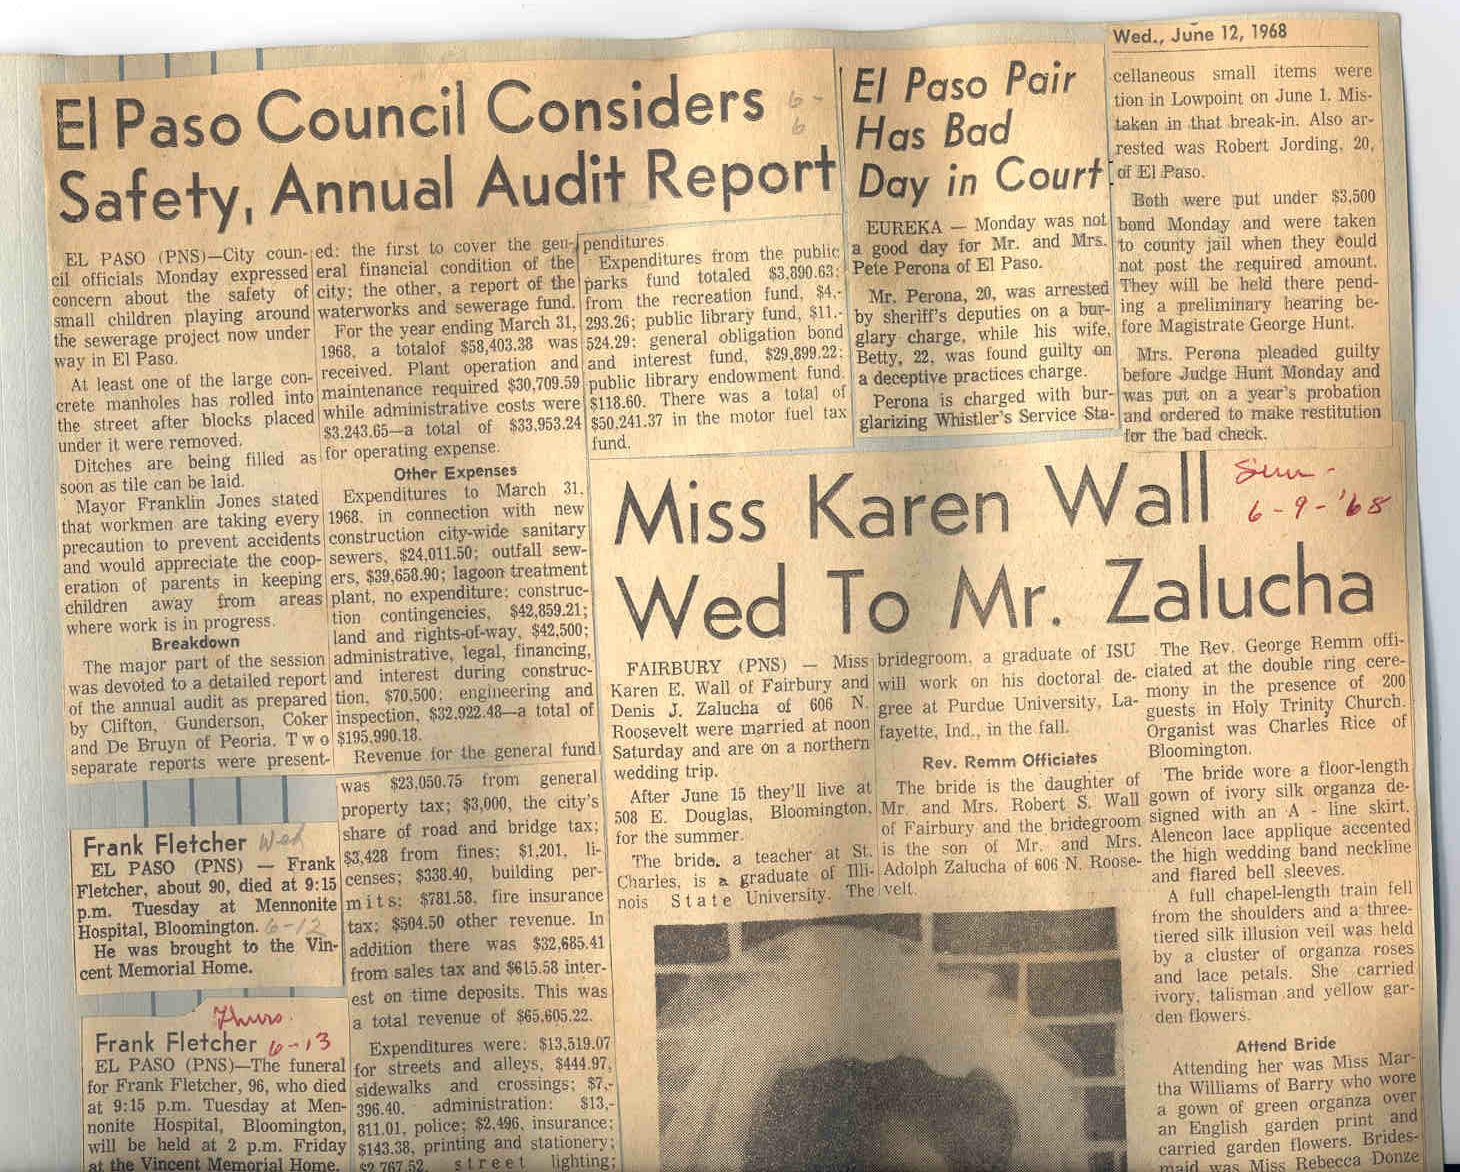 El Paso Council Considers
Safety, Annual Audit Report
6-
6
EL PASO (PNS)—City coun-
cil officials Monday expressed
concern about the safety of
small children playing around
the sewerage project now under
way in El Paso.
At least one of the large con-
crete manholes has rolled into
the street after blocks placed
under it were removed.
Ditches are being filled as
soon as tile can be laid.
Mayor Franklin Jones stated
that workmen are taking every
precaution to prevent accidents
and would appreciate the coop-
eration of parents in keeping
children away from areas
where work is in progress.
Breakdown
The major part of the session
was devoted to a detailed report
of the annual audit as prepared
by Clifton, Gunderson, Coker
and De Bruyn of Peoria. Two
separate reports were present-
ed: the first to cover the gen-
eral financial condition of the
city; the other, a report of the
waterworks and sewerage fund.
For the year ending March 31,
1968, a totalof $58,403.38 was
received. Plant operation and
maintenance required $30,709.59
while administrative costs were
$3,243.65—a total of $33,953.24
for operating expense.
Other Expenses
Expenditures to March 31,
1968, in connection with new
construction city-wide sanitary
sewers, $24,011.50; outfall sew-
ers, $39,658.90; lagoon treatment
plant, no expenditure; construc-
tion contingencies, $42,859.21;
land and rights-of-way, $42,500;
administrative, legal, financing,
and interest during construc-
tion, $70,500; engineering and
inspection, $32,922.48—a total of
$195,990.18.
Revenue for the general fund
was $23,050.75 from general
property tax; $3,000, the city's
share of road and bridge tax;
$3,428 from fines; $1,201, li-
censes; $338.40, building per-
mits; $781.58, fire insurance
tax; $504.50 other revenue. In
addition there was $32,685.41
from sales tax and $615.58 inter-
est on time deposits. This was
a total revenue of $65,605.22.
Expenditures were: $13,519.07
for streets and alleys, $444.97,
sidewalks and crossings; $7,-
396.40, administration; $13,-
811.01, police; $2,496, insurance;
$143.38, printing and stationery;
$2,767.52, street lighting;
penditures.
Expenditures from the public
parks fund totaled $3,890.63;
from the recreation fund, $4,-
293.26; public library fund, $11,-
524.29; general obligation bond
and interest fund, $29,899.22;
public library endowment fund.
$118.60. There was a total of
$50,241.37 in the motor fuel tax
fund.
El Paso Pair
Has Bad
Day in Court
EUREKA — Monday was not
a good day for Mr. and Mrs.
Pete Perona of El Paso.
Mr. Perona, 20, was arrested
by sheriff's deputies on a bur-
glary charge, while his wife,
Betty, 22, was found guilty on
a deceptive practices charge.
Perona is charged with bur-
glarizing Whistler's Service Sta-
Wed., June 12, 1968
cellaneous small items were
tion in Lowpoint on June 1. Mis-
taken in that break-in. Also ar-
rested was Robert Jording, 20,
of El Paso.
Both were put under $3,500
bond Monday and were taken
to county jail when they could
not post the required amount.
They will be held there pend-
ing a preliminary hearing be-
fore Magistrate George Hunt.
Mrs. Perona pleaded guilty
before Judge Hunt Monday and
was put on a year's probation
and ordered to make restitution
for the bad check.
Miss Karen Wall
Wed To Mr. Zalucha
Sun -
6-9-'68
FAIRBURY (PNS) — Miss
Karen E. Wall of Fairbury and
Denis J. Zalucha of 606 N.
Roosevelt were married at noon
Saturday and are on a northern
wedding trip.
After June 15 they'll live at
508 E. Douglas, Bloomington,
for the summer.
The bride, a teacher at St.
Charles, is a graduate of Illi-
nois State University. The
bridegroom, a graduate of ISU
will work on his doctoral de-
gree at Purdue University, La-
fayette, Ind., in the fall.
Rev. Remm Officiates
The bride is the daughter of
Mr. and Mrs. Robert S. Wall
of Fairbury and the bridegroom
is the son of Mr. and Mrs.
Adolph Zalucha of 606 N. Roose-
velt.
The Rev. George Remm offi-
ciated at the double ring cere-
mony in the presence of 200
guests in Holy Trinity Church.
Organist was Charles Rice of
Bloomington.
The bride wore a floor-length
gown of ivory silk organza de-
signed with an A - line skirt.
Alencon lace applique accented
the high wedding band neckline
and flared bell sleeves.
A full chapel-length train fell
from the shoulders and a three-
tiered silk illusion veil was held
by a cluster of organza roses
and lace petals. She carried
ivory, talisman and yellow gar-
den flowers.
Attend Bride
Attending her was Miss Mar-
tha Williams of Barry who wore
a gown of green organza over
an English garden print and
carried garden flowers. Brides-
maid was Miss Rebecca Donze
Frank Fletcher Wed
EL PASO (PNS) — Frank
Fletcher, about 90, died at 9:15
p.m. Tuesday at Mennonite
Hospital, Bloomington. 6-12
He was brought to the Vin-
cent Memorial Home.
Thurs.
Frank Fletcher 6-13
EL PASO (PNS)—The funeral
for Frank Fletcher, 96, who died
at 9:15 p.m. Tuesday at Men-
nonite Hospital, Bloomington,
will be held at 2 p.m. Friday
at the Vincent Memorial Home.